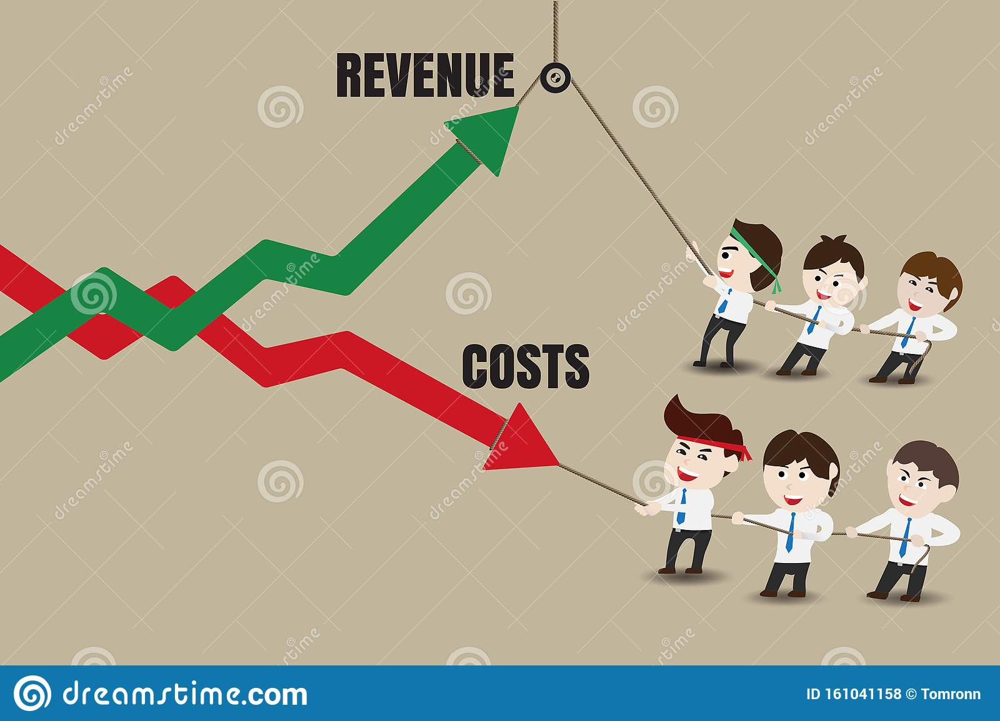 REVENUE
COSTS
dreamstime.com
ID 161041158 © Tomronn